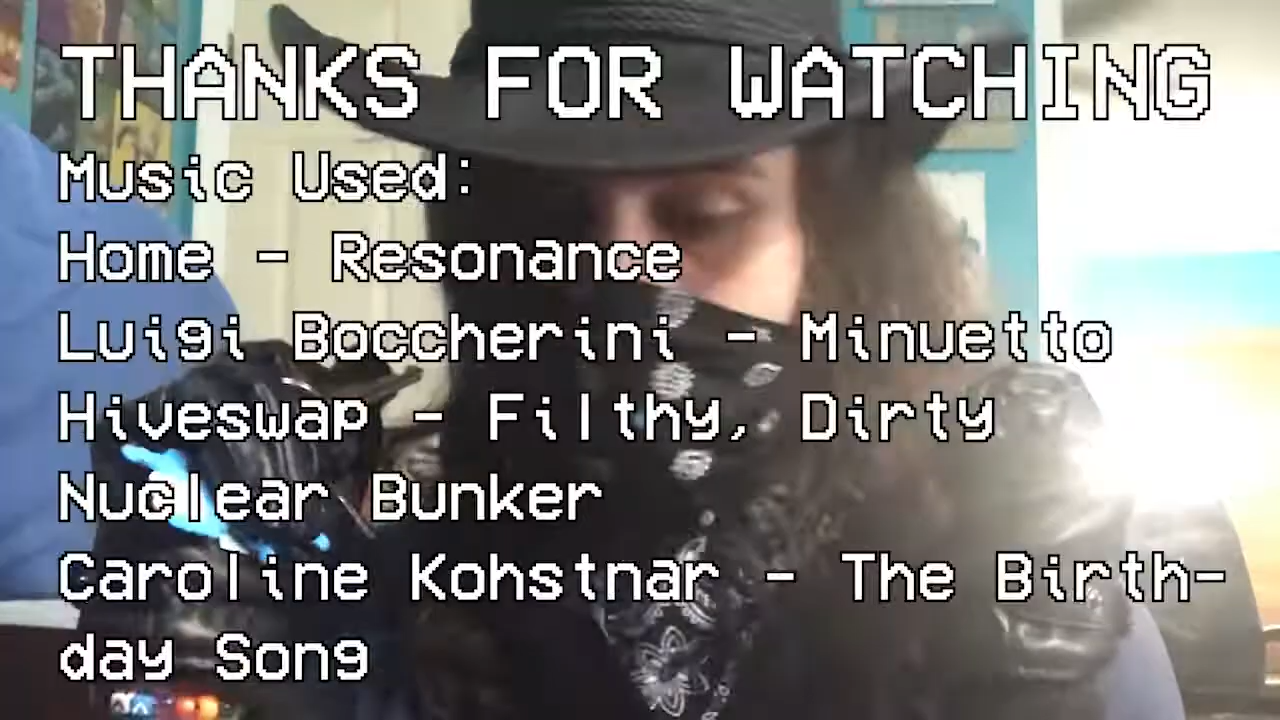 THANKS FOR WATCHING
Music Used:
Home - Resonance
Luigi Boccherini - Minuetto
Hiveswap - Filthy, Dirty
Nuclear Bunker
Caroline Kohstnar - The Birth-
day Song